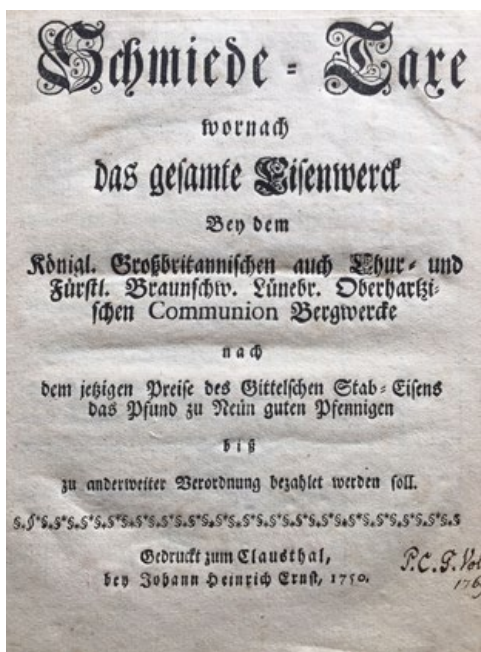 Schmiede-Taxe
wornach
das gesamte Eisenwerck
Bey dem
Königl. Großbritannischen auch Chur- und
Fürstl. Braunschw. Lünebr. Oberhartzi-
schen Communion Bergwercke
nach
dem jetzigen Preise des Gittelschen Stab-Eisens
das Pfund zu Neün guten Pfennigen
biß
zu anderweiter Verordnung bezahlet werden soll.
Gedruckt zum Clausthal,
bey Johann Heinrich Ernst, 1750.
P.C.F.